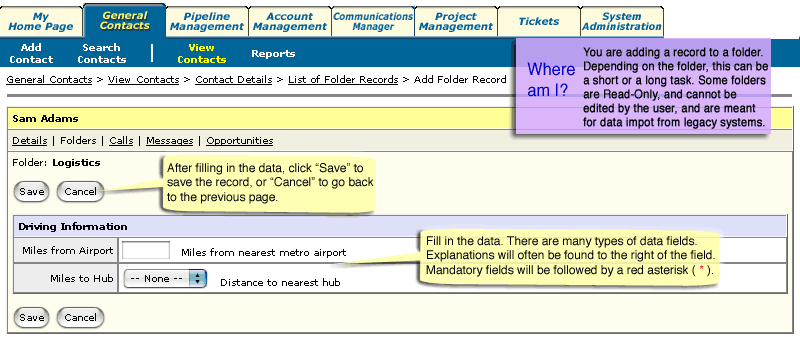 My
Home Page
General
Contacts
Pipeline
Management
Account
Management
Communications
Manager
Project
Management
Tickets
System
Administration
Add
Contact
Search
Contacts
View
Contacts
Reports
General Contacts > View Contacts > Contact Details > List of Folder Records > Add Folder Record
Where
am I?
You are adding a record to a folder.
Depending on the folder, this can be
a short or a long task. Some folders
are Read-Only, and cannot be
edited by the user, and are meant
for data impot from legacy systems.
Sam Adams
Details | Folders | Calls | Messages | Opportunities
Folder: Logistics
Save Cancel
After filling in the data, click “Save” to
save the record, or “Cancel” to go back
to the previous page.
Driving Information
Miles from Airport Miles from nearest metro airport
Miles to Hub -- None -- Distance to nearest hub
Fill in the data. There are many types of data fields.
Explanations will often be found to the right of the field.
Mandatory fields will be followed by a red asterisk ( * ).
Save Cancel